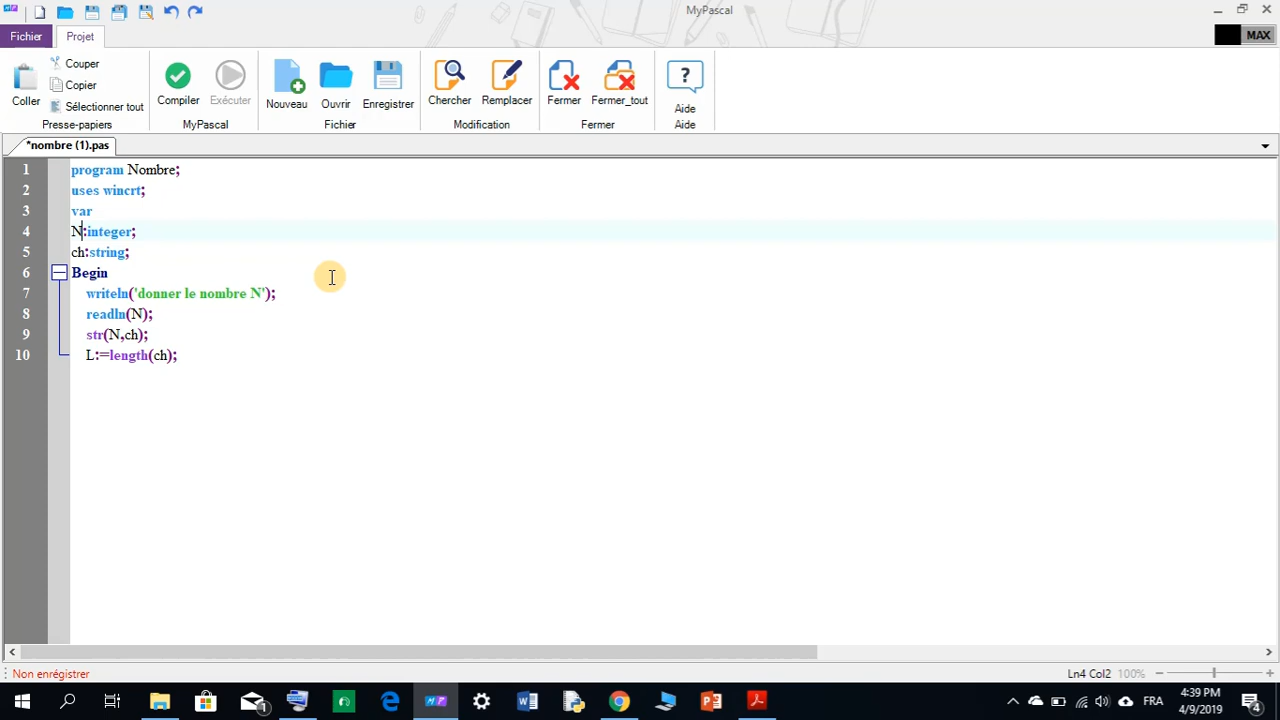 MyPascal
Fichier
Projet
MAX
Coller
Couper
Copier
Sélectionner tout
Presse-papiers
Compiler
Exécuter
MyPascal
Nouveau
Ouvrir
Enregistrer
Fichier
Chercher
Remplacer
Modification
Fermer
Fermer_tout
Fermer
?
Aide
Aide
*nombre (1).pas
1 program Nombre;
2 uses wincrt;
3 var
4 N:integer;
5 ch:string;
6 Begin
7 writeln('donner le nombre N');
8 readln(N);
9 str(N,ch);
10 L:=length(ch);
Non enrégistrer
Ln4 Col2 100%
1
FRA
4:39 PM
4/9/2019
4